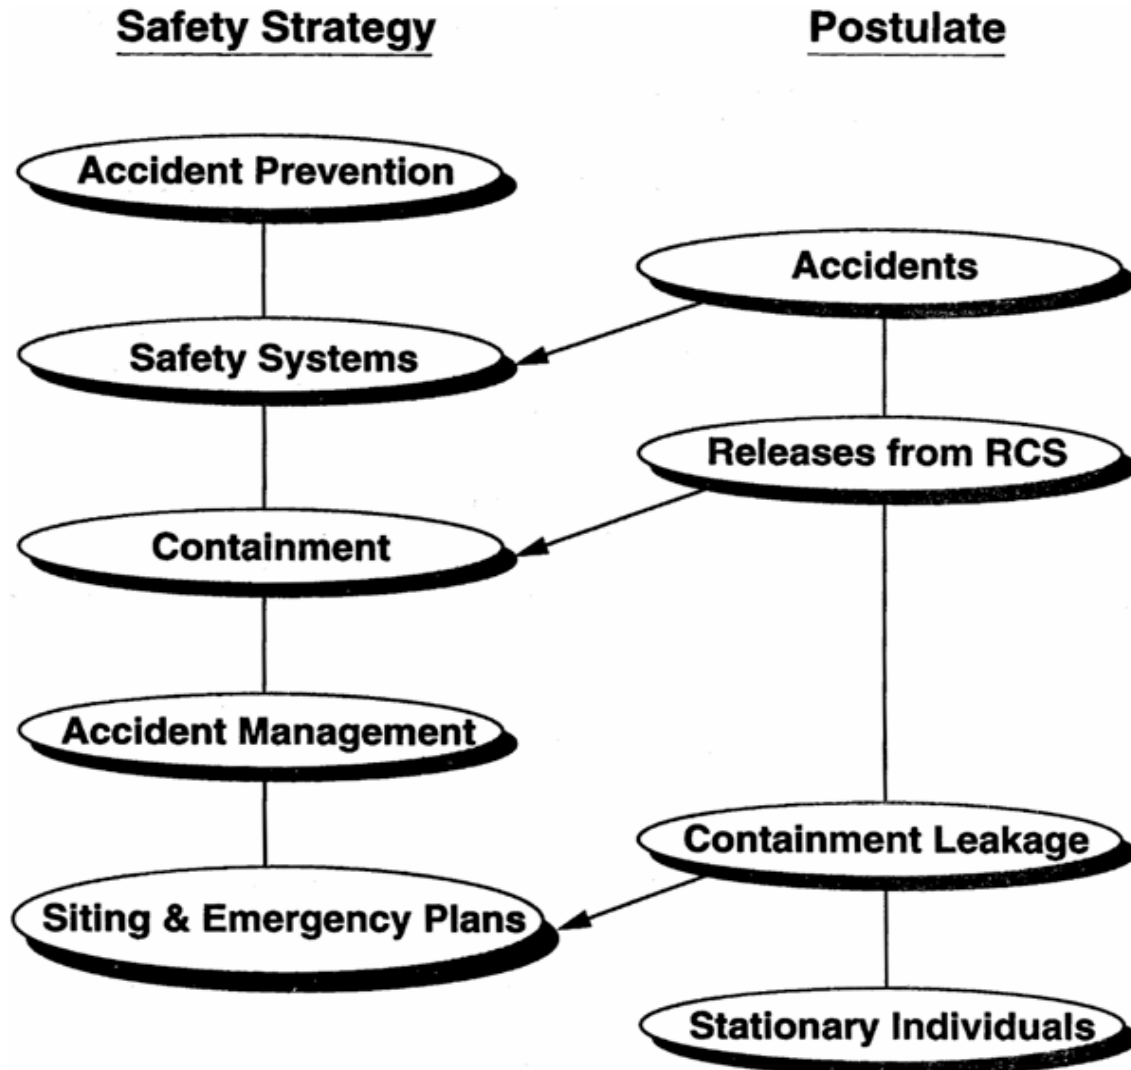 Safety Strategy
Postulate
Accident Prevention
Accidents
Safety Systems
Releases from RCS
Containment
Accident Management
Containment Leakage
Siting & Emergency Plans
Stationary Individuals